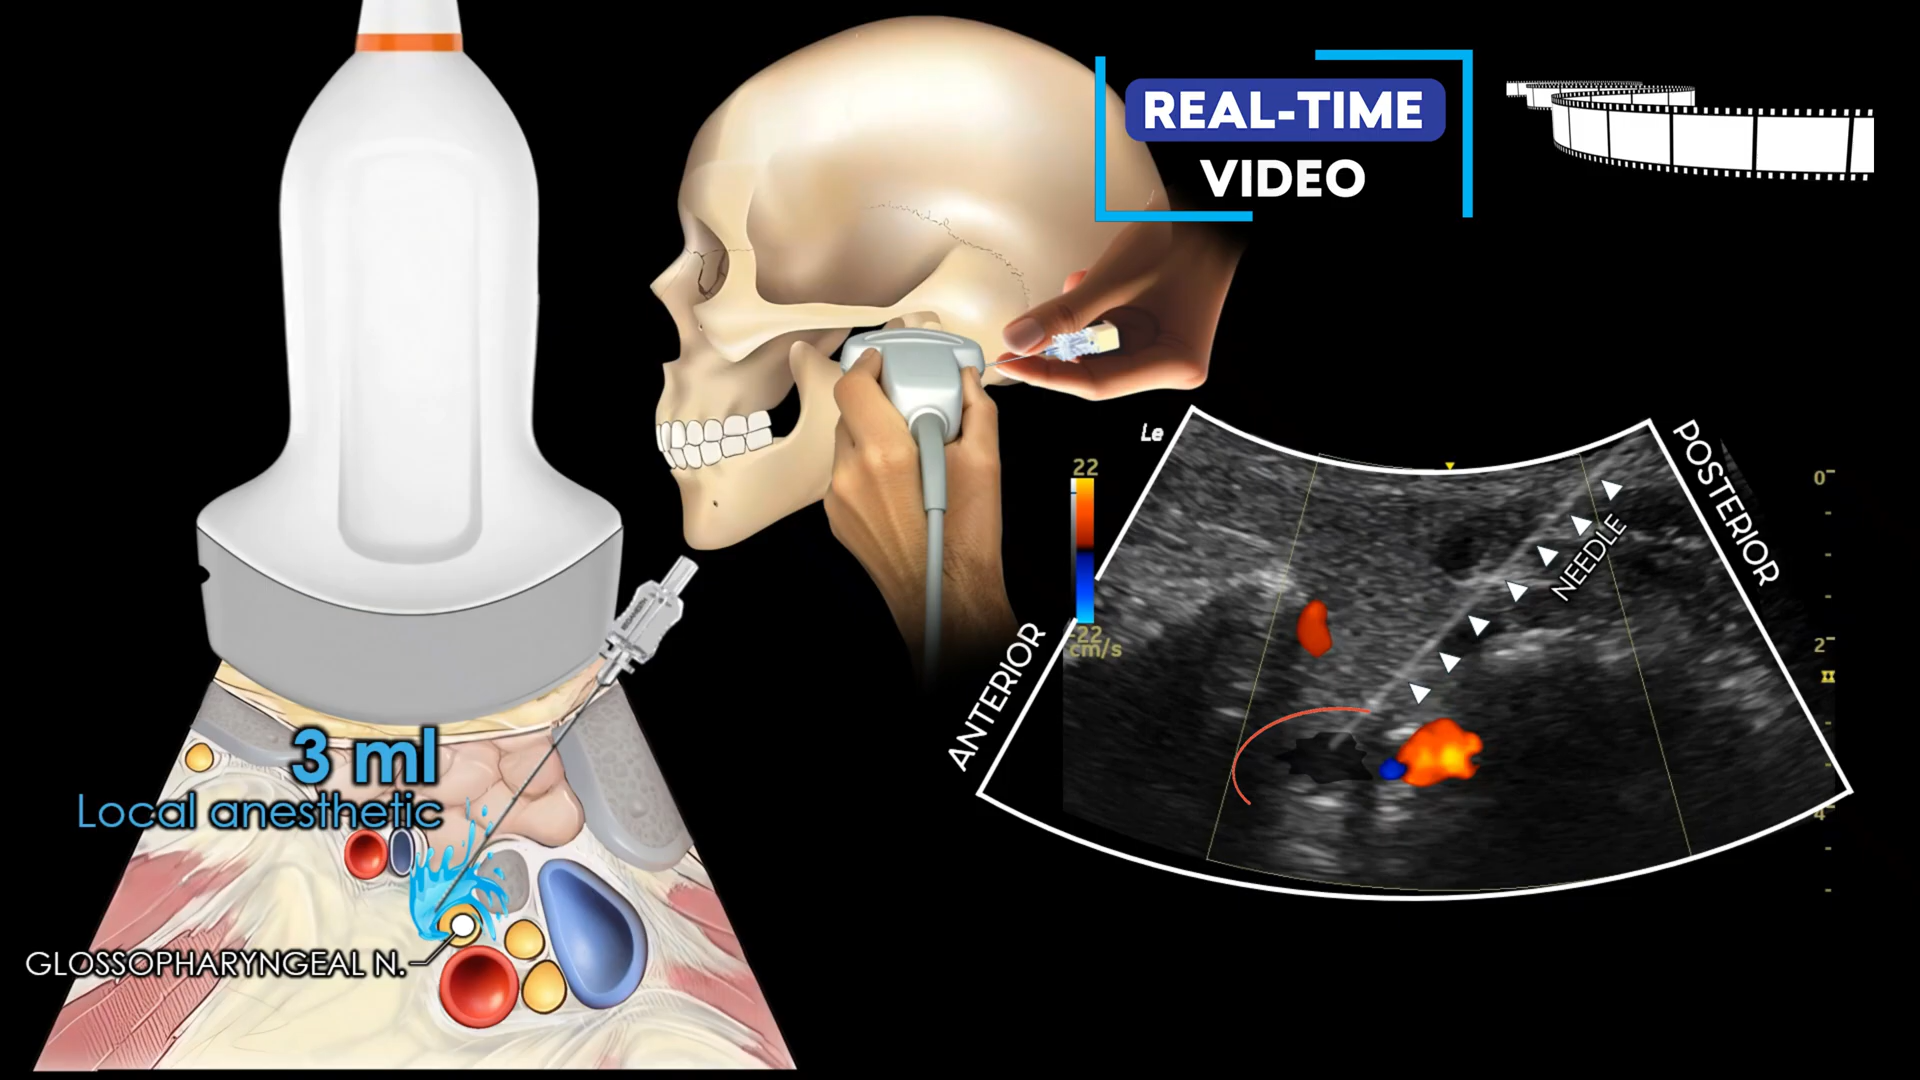 REAL-TIME
VIDEO
Le
22
-22
cm/s
0
2
4
POSTERIOR
NEEDLE
ANTERIOR
3 ml
Local anesthetic
GLOSSOPHARYNGEAL N.